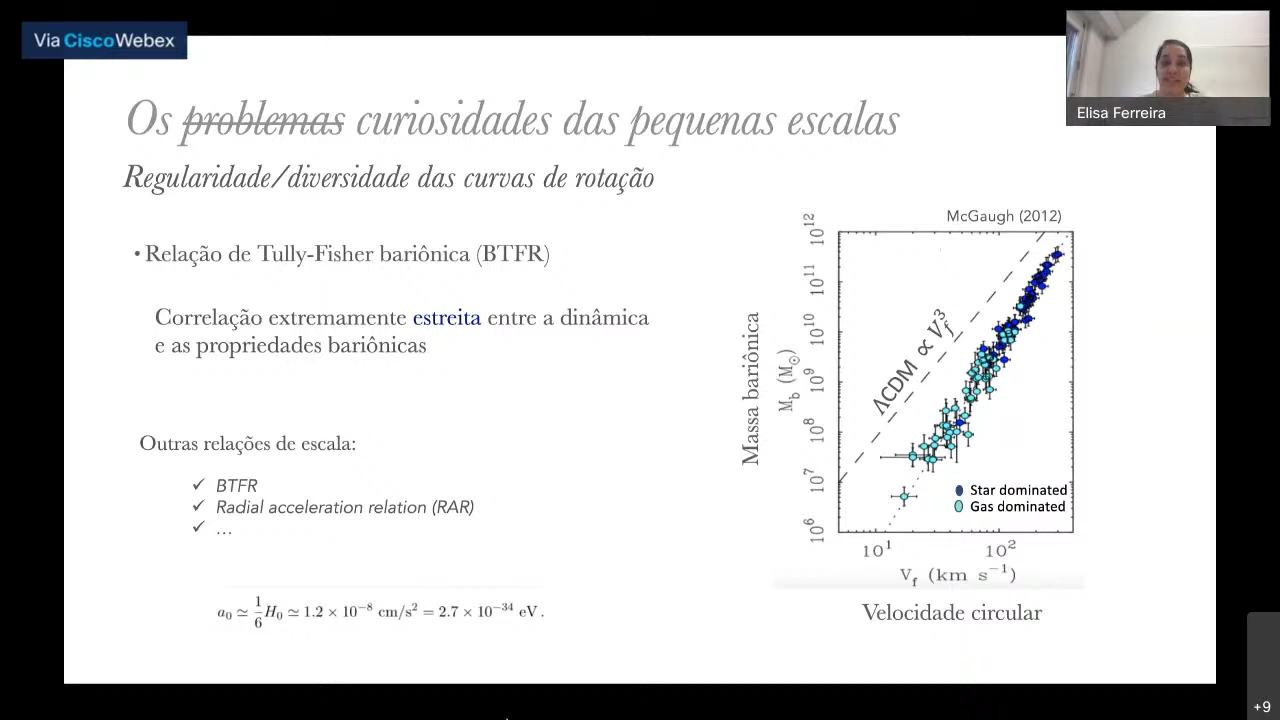 Via CiscoWebex
Elisa Ferreira
Os problemas curiosidades das pequenas escalas
Regularidade/diversidade das curvas de rotação
• Relação de Tully-Fisher bariônica (BTFR)
Correlação extremamente estreita entre a dinâmica
e as propriedades bariônicas
Outras relações de escala:
✓ BTFR
✓ Radial acceleration relation (RAR)
✓ ...
a₀ ≃ 1/6 H₀ ≃ 1.2 × 10⁻⁸ cm/s² = 2.7 × 10⁻³⁴ eV.
McGaugh (2012)
Massa bariônica
M_b (M_⊙)
10¹²
10¹¹
10¹⁰
10⁹
10⁸
10⁷
10⁶
ΛCDM ∝ V_f³
Star dominated
Gas dominated
10¹ 10²
V_f (km s⁻¹)
Velocidade circular
+9